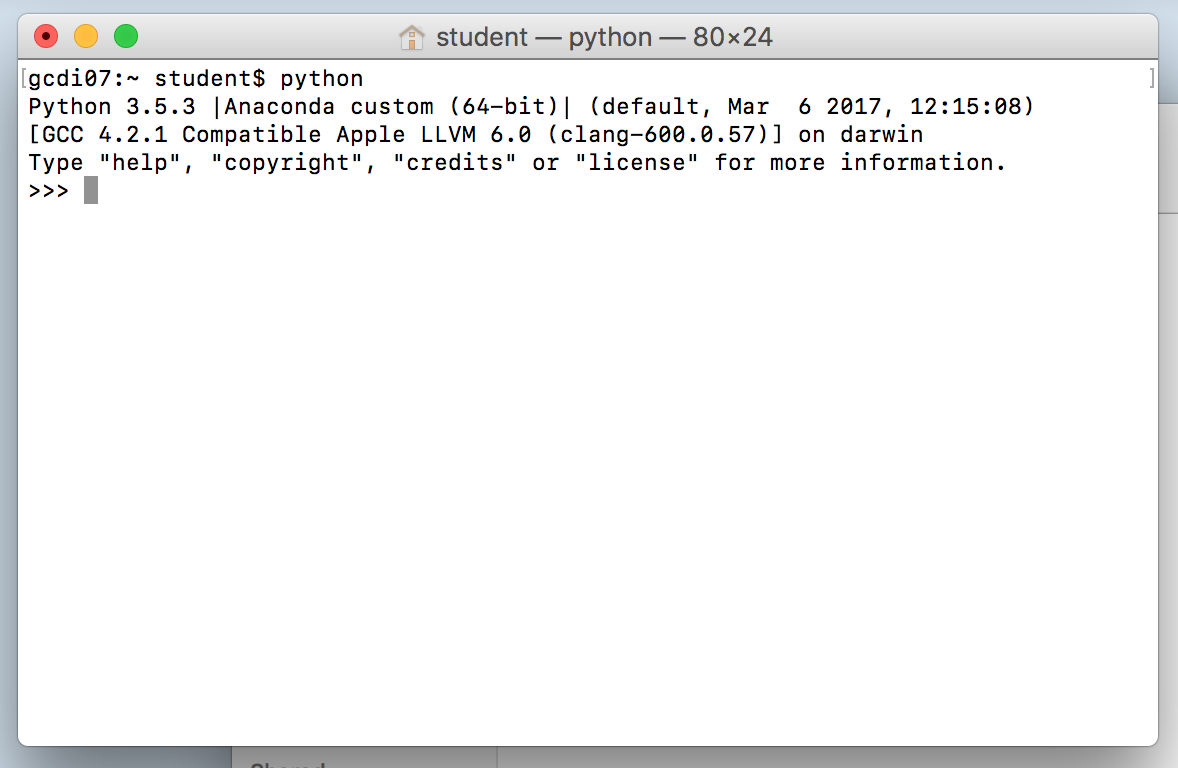 student — python — 80×24
[gcdi07:~ student$ python ]
Python 3.5.3 |Anaconda custom (64-bit)| (default, Mar  6 2017, 12:15:08)
[GCC 4.2.1 Compatible Apple LLVM 6.0 (clang-600.0.57)] on darwin
Type "help", "copyright", "credits" or "license" for more information.
>>>
Shared